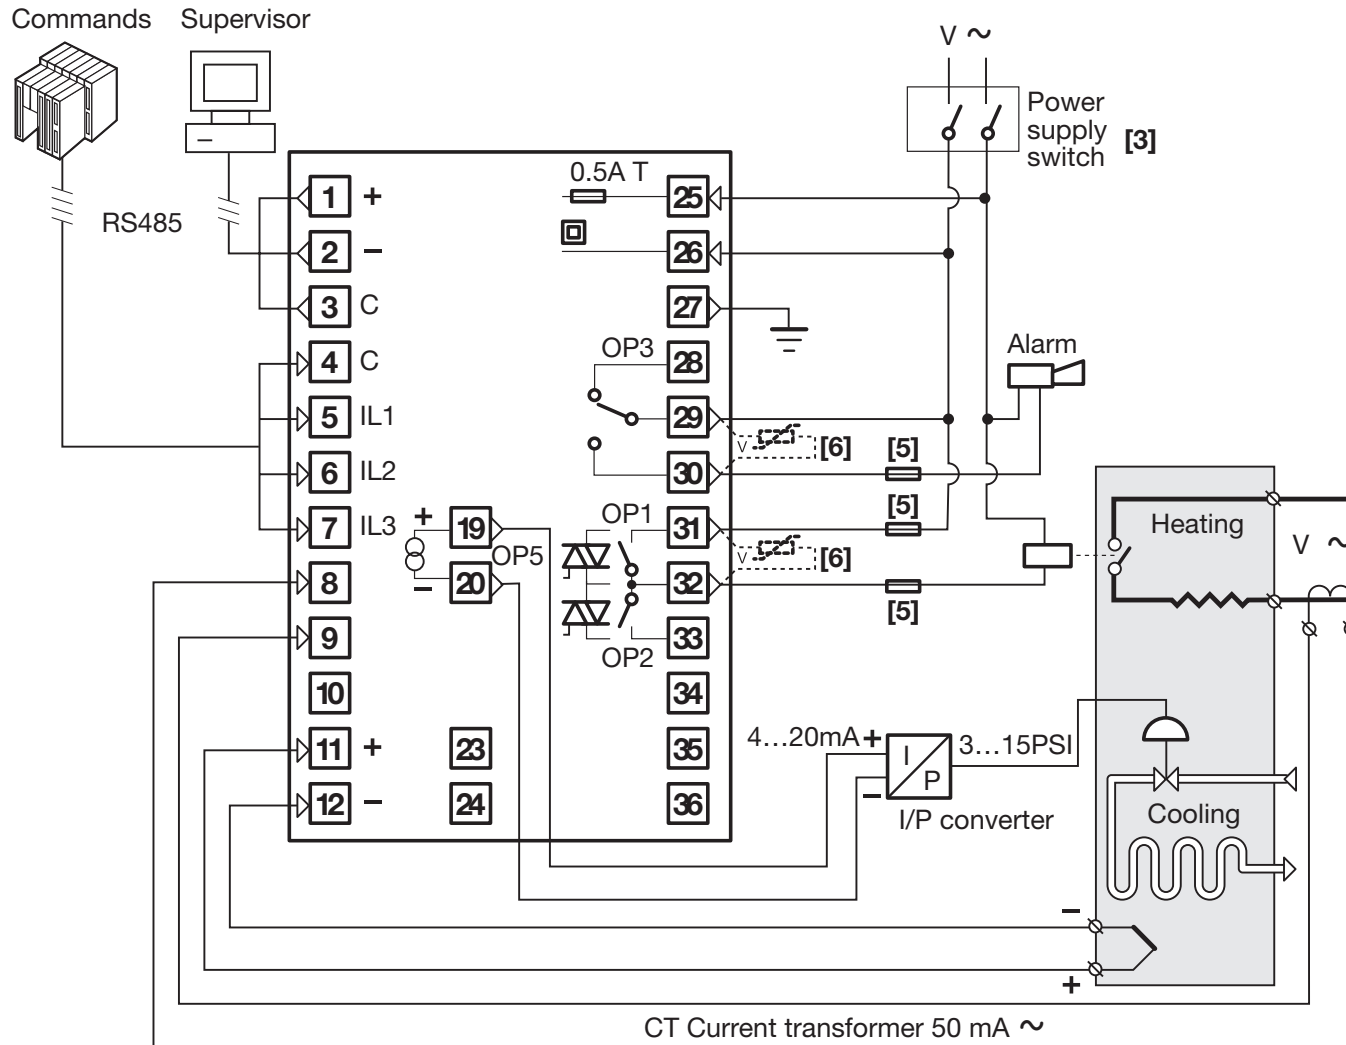 Commands Supervisor
V ~
Power
supply
switch [3]
0.5A T
RS485
1 + 25
2 – 26
3 C 27
4 C OP3 28
Alarm
5 IL1 29
V [6] [5]
6 IL2 30
[5]
7 IL3 + 19 OP1 31
OP5
V [6]
Heating
V ~
8 – 20 32
[5]
9 OP2 33
10 34
11 + 23 35
4...20mA + I P 3...15PSI
–
12 – 24 36
I/P converter
Cooling
–
+
CT Current transformer 50 mA ~